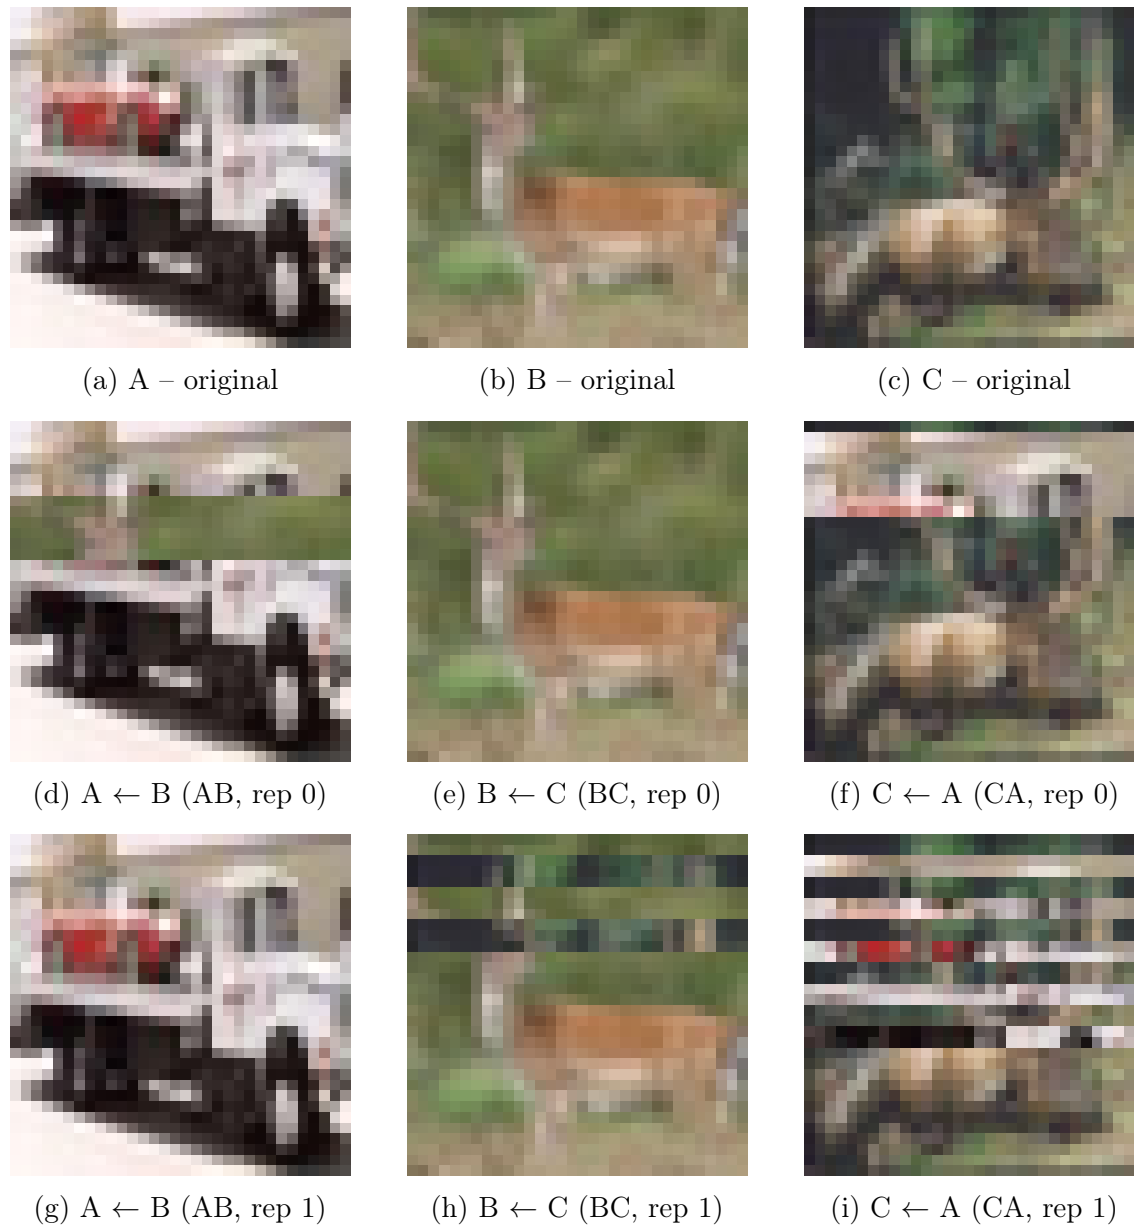 (a) A – original
(b) B – original
(c) C – original
(d) A ← B (AB, rep 0)
(e) B ← C (BC, rep 0)
(f) C ← A (CA, rep 0)
(g) A ← B (AB, rep 1)
(h) B ← C (BC, rep 1)
(i) C ← A (CA, rep 1)